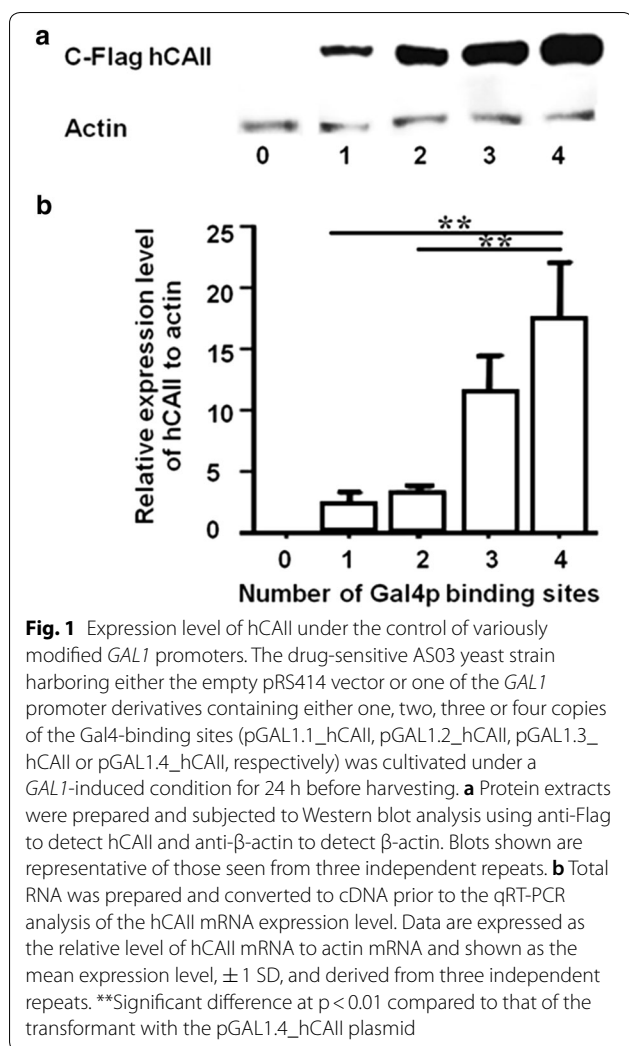 a
C-Flag hCAII
Actin
0 1 2 3 4
b
Relative expression level
of hCAII to actin
25
20
15
10
5
0
**
**
0 1 2 3 4
Number of Gal4p binding sites
Fig. 1 Expression level of hCAII under the control of variously
modified GAL1 promoters. The drug-sensitive AS03 yeast strain
harboring either the empty pRS414 vector or one of the GAL1
promoter derivatives containing either one, two, three or four copies
of the Gal4-binding sites (pGAL1.1_hCAII, pGAL1.2_hCAII, pGAL1.3_
hCAII or pGAL1.4_hCAII, respectively) was cultivated under a
GAL1-induced condition for 24 h before harvesting. a Protein extracts
were prepared and subjected to Western blot analysis using anti-Flag
to detect hCAII and anti-β-actin to detect β-actin. Blots shown are
representative of those seen from three independent repeats. b Total
RNA was prepared and converted to cDNA prior to the qRT-PCR
analysis of the hCAII mRNA expression level. Data are expressed as
the relative level of hCAII mRNA to actin mRNA and shown as the
mean expression level, ± 1 SD, and derived from three independent
repeats. **Significant difference at p < 0.01 compared to that of the
transformant with the pGAL1.4_hCAII plasmid